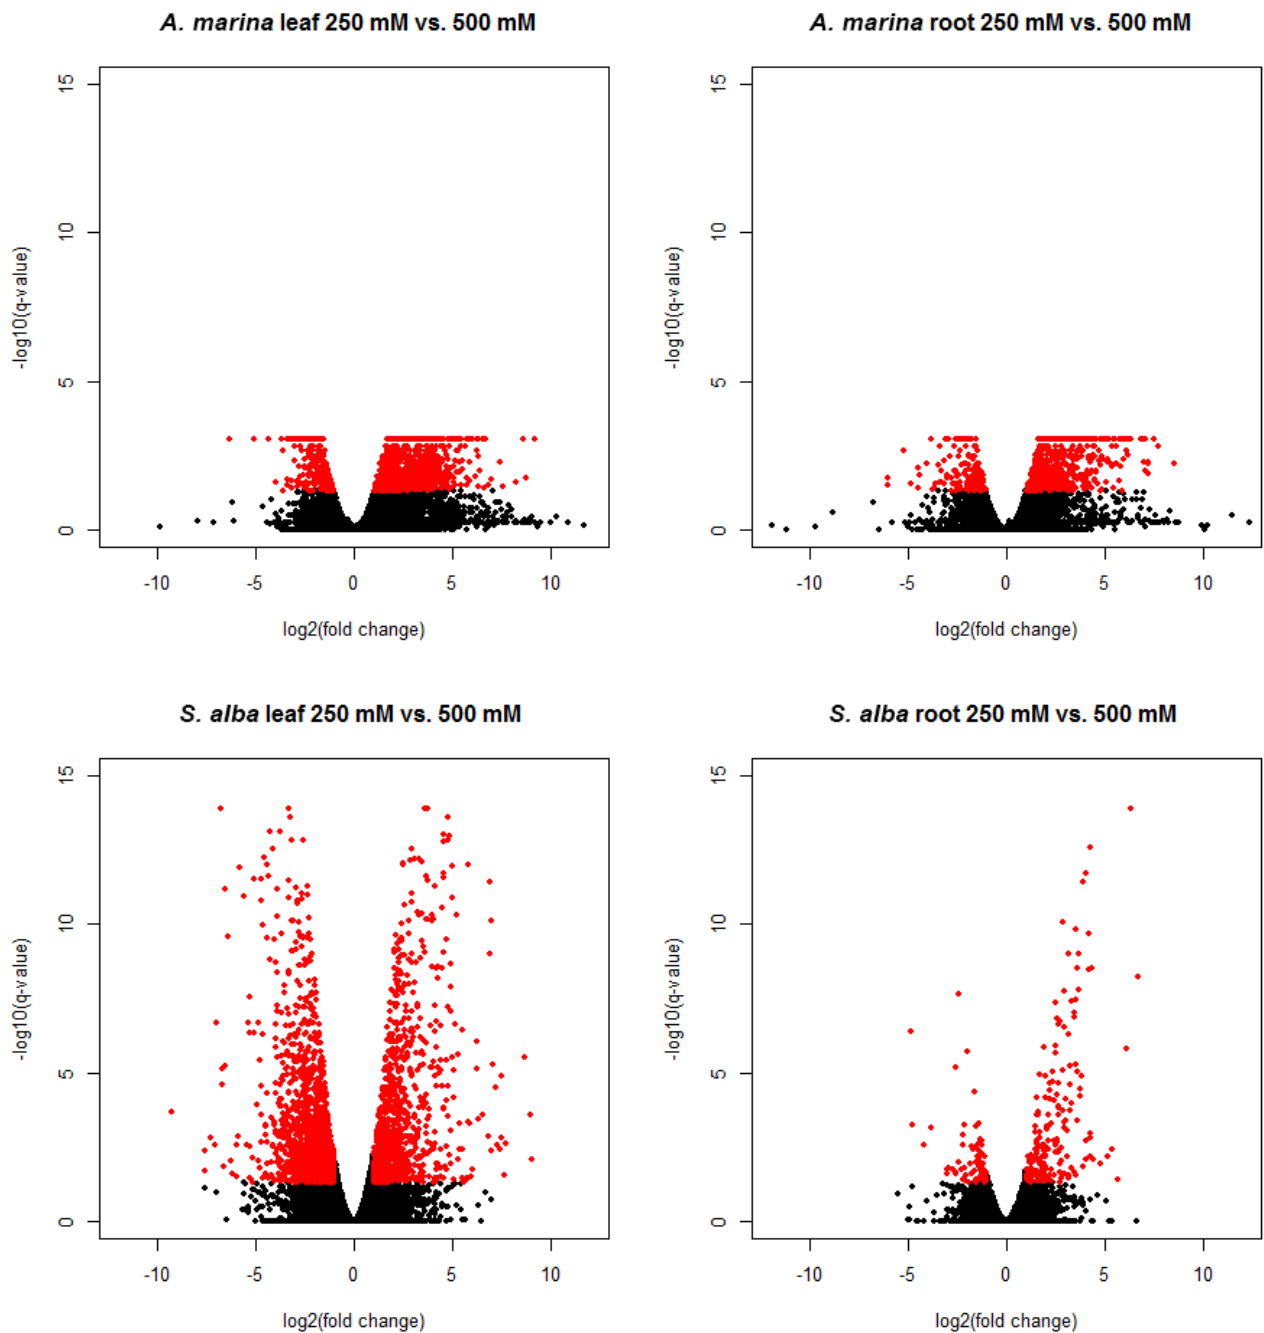 A. marina leaf 250 mM vs. 500 mM
-log10(q-value)
15
10
5
0
-10 -5 0 5 10
log2(fold change)
A. marina root 250 mM vs. 500 mM
-log10(q-value)
15
10
5
0
-10 -5 0 5 10
log2(fold change)
S. alba leaf 250 mM vs. 500 mM
-log10(q-value)
15
10
5
0
-10 -5 0 5 10
log2(fold change)
S. alba root 250 mM vs. 500 mM
-log10(q-value)
15
10
5
0
-10 -5 0 5 10
log2(fold change)